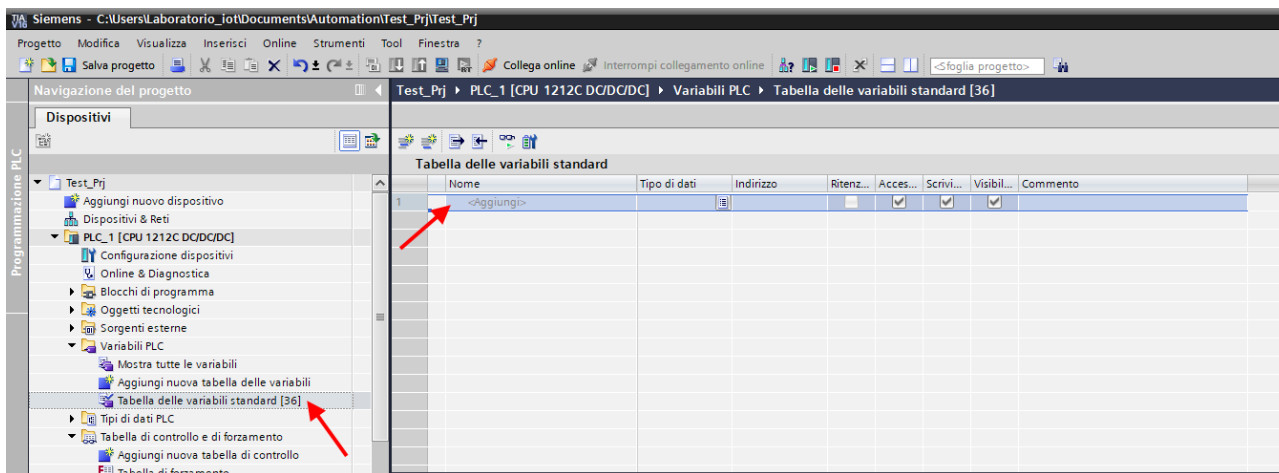 Siemens - C:\Users\Laboratorio_iot\Documents\Automation\Test_Prj\Test_Prj
Progetto Modifica Visualizza Inserisci Online Strumenti Tool Finestra ?
Salva progetto Collega online Interrompi collegamento online <Sfoglia progetto>
Navigazione del progetto
Test_Prj PLC_1 [CPU 1212C DC/DC/DC] Variabili PLC Tabella delle variabili standard [36]
Dispositivi
Programmazione PLC
Tabella delle variabili standard
Nome Tipo di dati Indirizzo Ritenz... Acces... Scrivi... Visibil... Commento
1 <Aggiungi>
Test_Prj
Aggiungi nuovo dispositivo
Dispositivi & Reti
PLC_1 [CPU 1212C DC/DC/DC]
Configurazione dispositivi
Online & Diagnostica
Blocchi di programma
Oggetti tecnologici
Sorgenti esterne
Variabili PLC
Mostra tutte le variabili
Aggiungi nuova tabella delle variabili
Tabella delle variabili standard [36]
Tipi di dati PLC
Tabella di controllo e di forzamento
Aggiungi nuova tabella di controllo
Tabella di forzamento